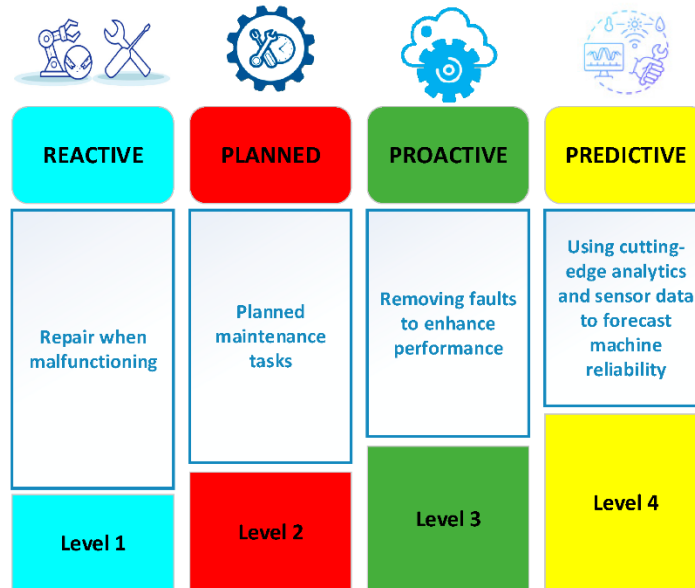 REACTIVE
PLANNED
PROACTIVE
PREDICTIVE
Repair when
malfunctioning
Planned
maintenance
tasks
Removing faults
to enhance
performance
Using cutting-
edge analytics
and sensor data
to forecast
machine
reliability
Level 1
Level 2
Level 3
Level 4